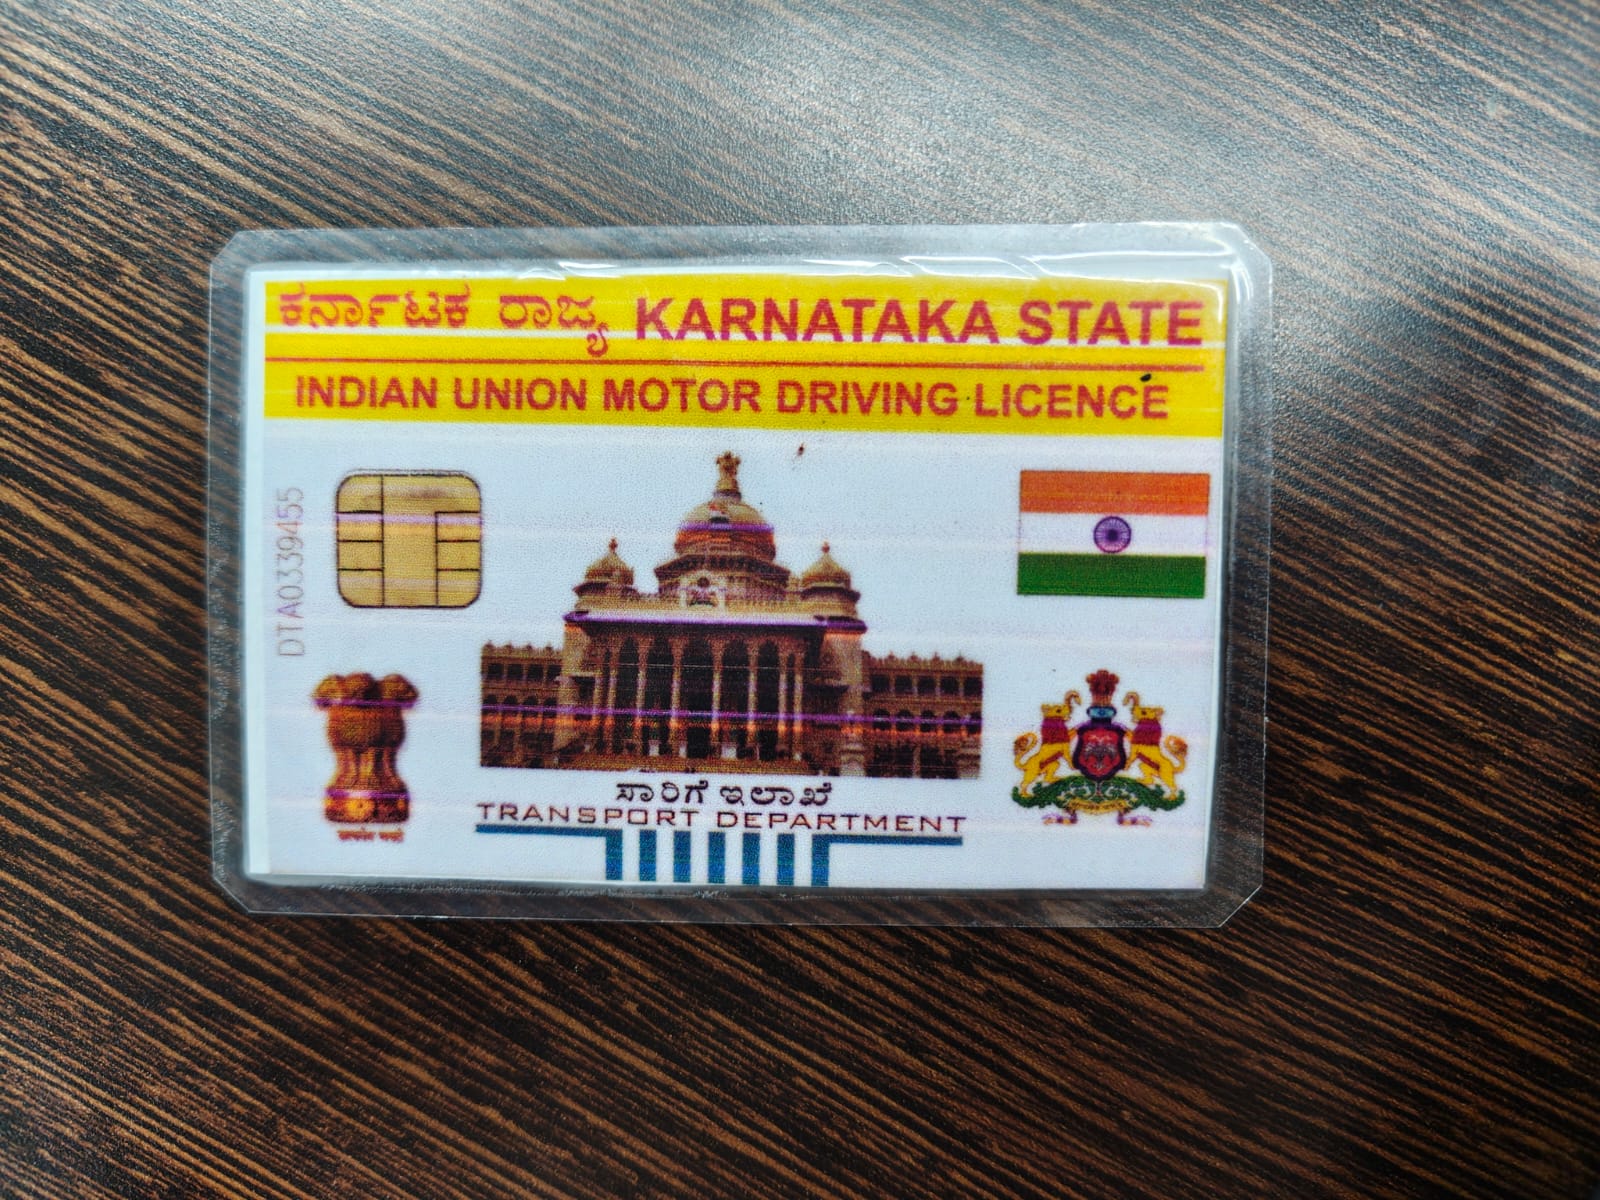 ಕರ್ನಾಟಕ ರಾಜ್ಯ KARNATAKA STATE
INDIAN UNION MOTOR DRIVING LICENCE
DTA0339455
ಸಾರಿಗೆ ಇಲಾಖೆ
TRANSPORT DEPARTMENT